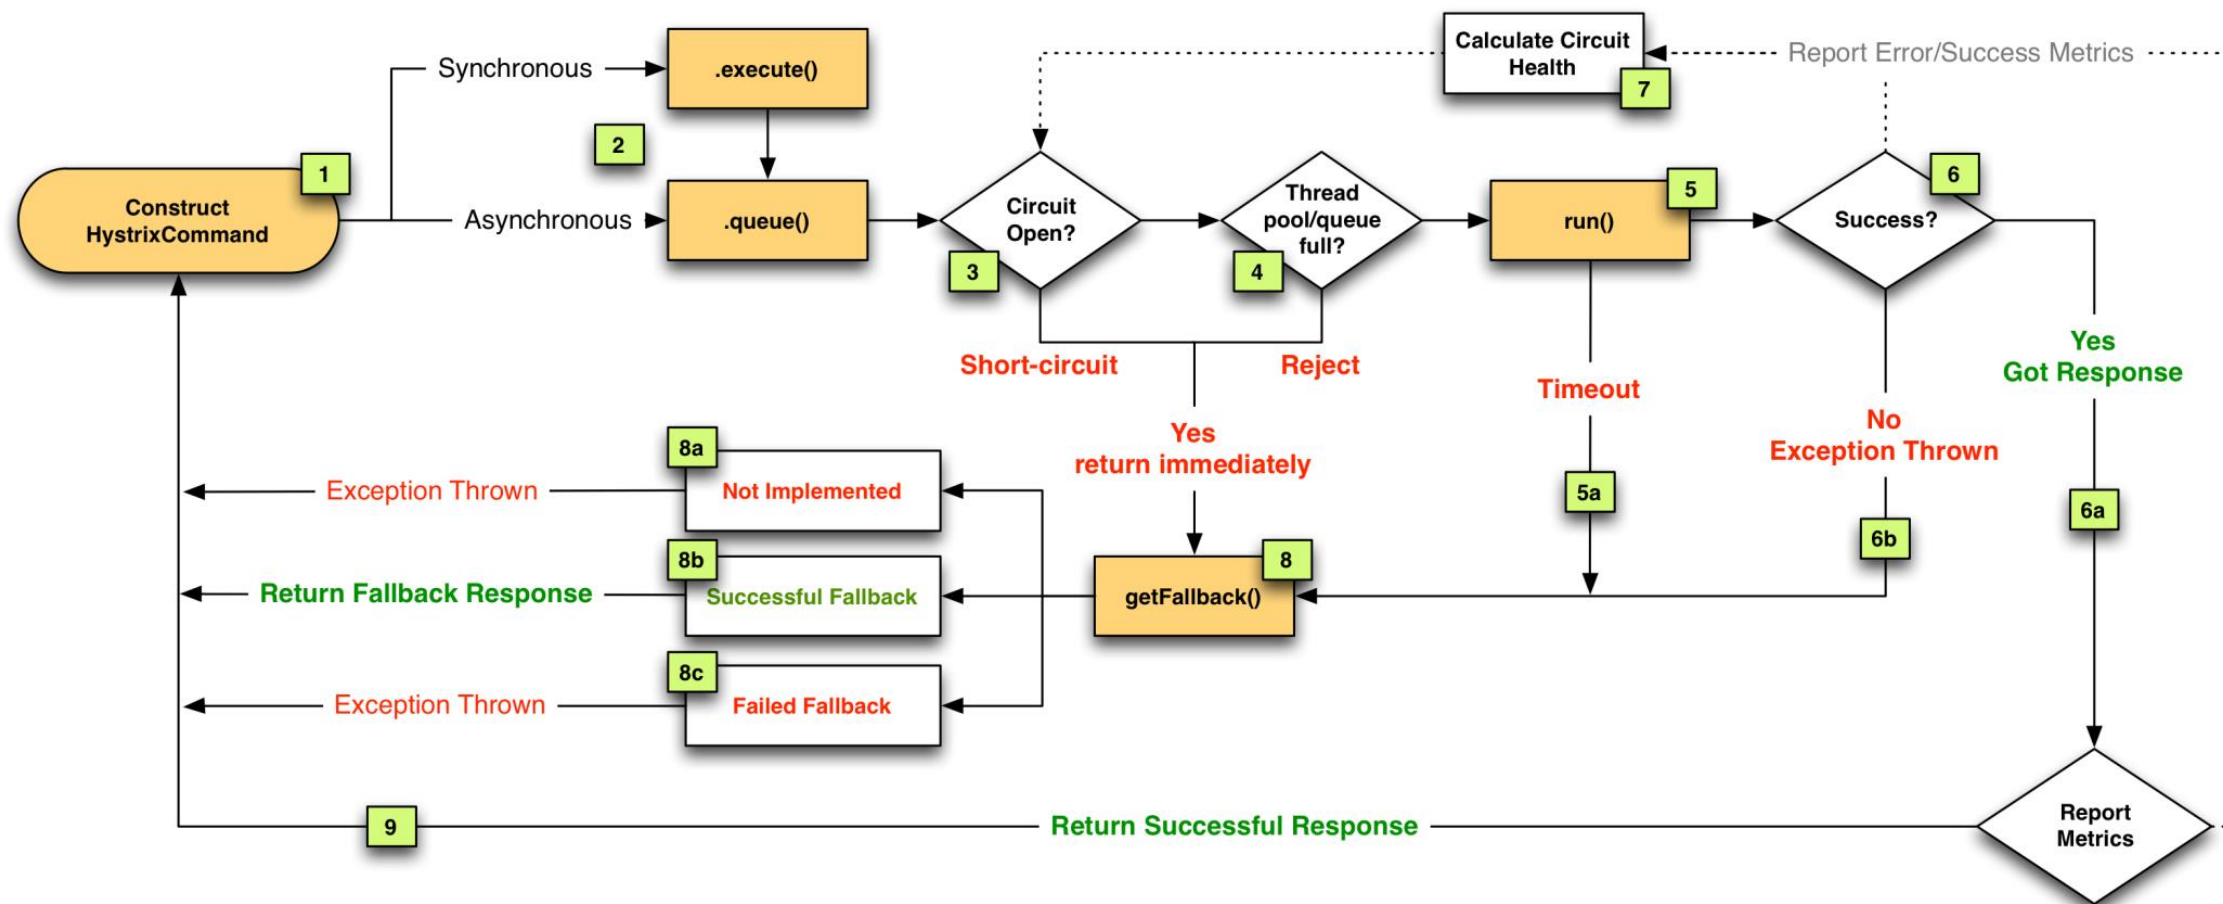 Calculate Circuit
Health
7
Report Error/Success Metrics
Synchronous
.execute()
2
1
Construct
HystrixCommand
Asynchronous
.queue()
Circuit
Open?
3
Thread
pool/queue
full?
4
5
run()
6
Success?
Short-circuit
Reject
Yes
return immediately
Timeout
5a
No
Exception Thrown
6b
Yes
Got Response
6a
8a
Not Implemented
Exception Thrown
8
getFallback()
8b
Successful Fallback
Return Fallback Response
8c
Failed Fallback
Exception Thrown
9
Return Successful Response
Report
Metrics